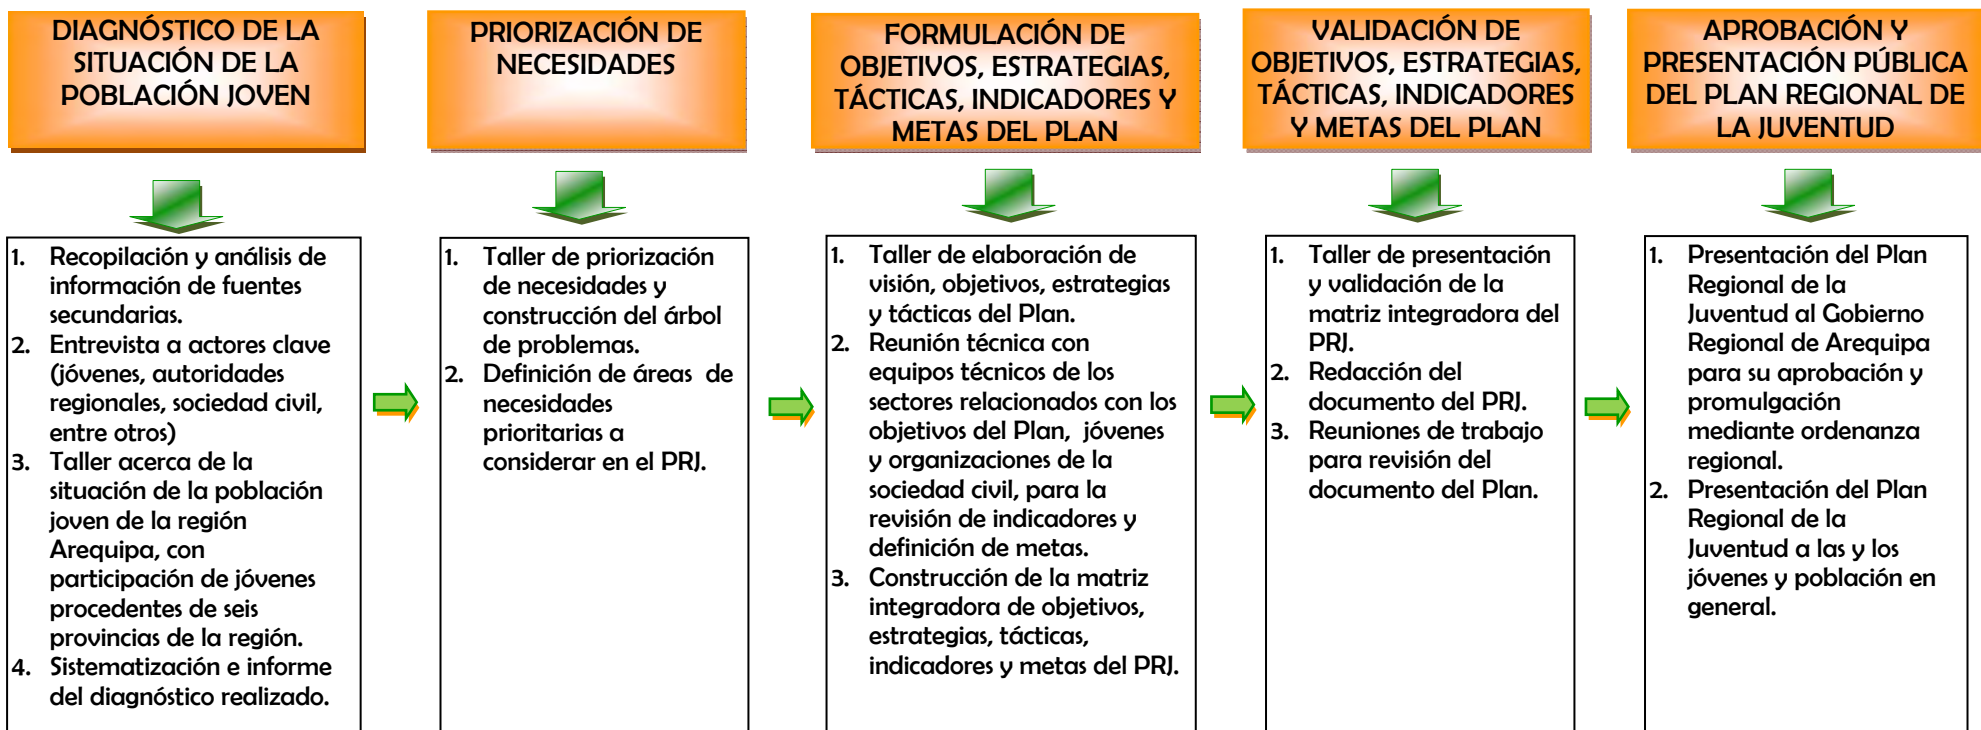 DIAGNÓSTICO DE LA
SITUACIÓN DE LA
POBLACIÓN JOVEN
1. Recopilación y análisis de
información de fuentes
secundarias.
2. Entrevista a actores clave
(jóvenes, autoridades
regionales, sociedad civil,
entre otros)
3. Taller acerca de la
situación de la población
joven de la región
Arequipa, con
participación de jóvenes
procedentes de seis
provincias de la región.
4. Sistematización e informe
del diagnóstico realizado.
PRIORIZACIÓN DE
NECESIDADES
1. Taller de priorización
de necesidades y
construcción del árbol
de problemas.
2. Definición de áreas de
necesidades
prioritarias a
considerar en el PRJ.
FORMULACIÓN DE
OBJETIVOS, ESTRATEGIAS,
TÁCTICAS, INDICADORES Y
METAS DEL PLAN
1. Taller de elaboración de
visión, objetivos, estrategias
y tácticas del Plan.
2. Reunión técnica con
equipos técnicos de los
sectores relacionados con los
objetivos del Plan, jóvenes
y organizaciones de la
sociedad civil, para la
revisión de indicadores y
definición de metas.
3. Construcción de la matriz
integradora de objetivos,
estrategias, tácticas,
indicadores y metas del PRJ.
VALIDACIÓN DE
OBJETIVOS, ESTRATEGIAS,
TÁCTICAS, INDICADORES
Y METAS DEL PLAN
1. Taller de presentación
y validación de la
matriz integradora del
PRJ.
2. Redacción del
documento del PRJ.
3. Reuniones de trabajo
para revisión del
documento del Plan.
APROBACIÓN Y
PRESENTACIÓN PÚBLICA
DEL PLAN REGIONAL DE
LA JUVENTUD
1. Presentación del Plan
Regional de la
Juventud al Gobierno
Regional de Arequipa
para su aprobación y
promulgación
mediante ordenanza
regional.
2. Presentación del Plan
Regional de la
Juventud a las y los
jóvenes y población en
general.